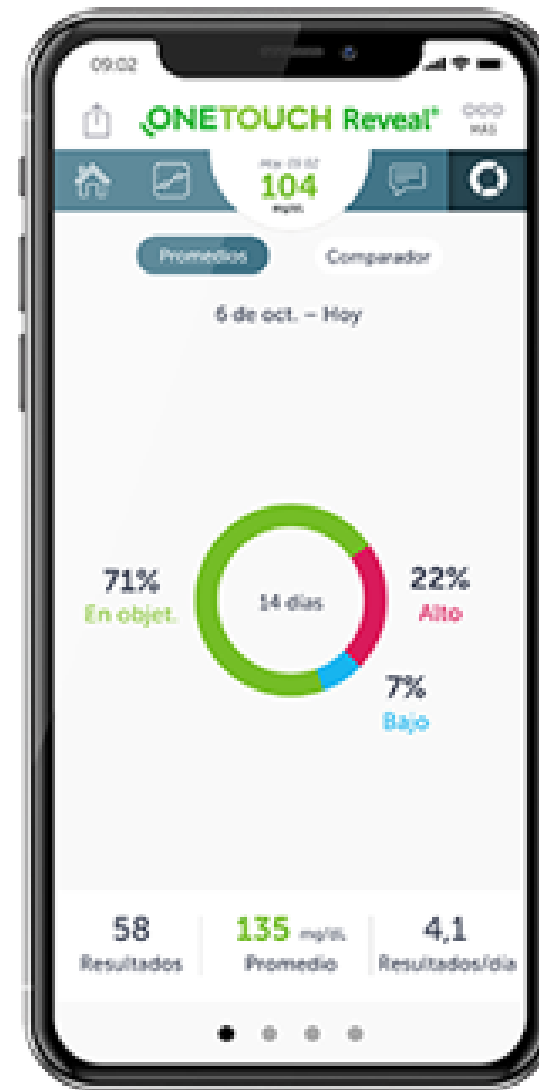 09:02
ONETOUCH Reveal®
MÁS
104
Promedios
Comparador
6 de oct. – Hoy
71%
En objet.
14 días
22%
Alto
7%
Bajo
58
Resultados
135 mg/dL
Promedio
4,1
Resultados/día